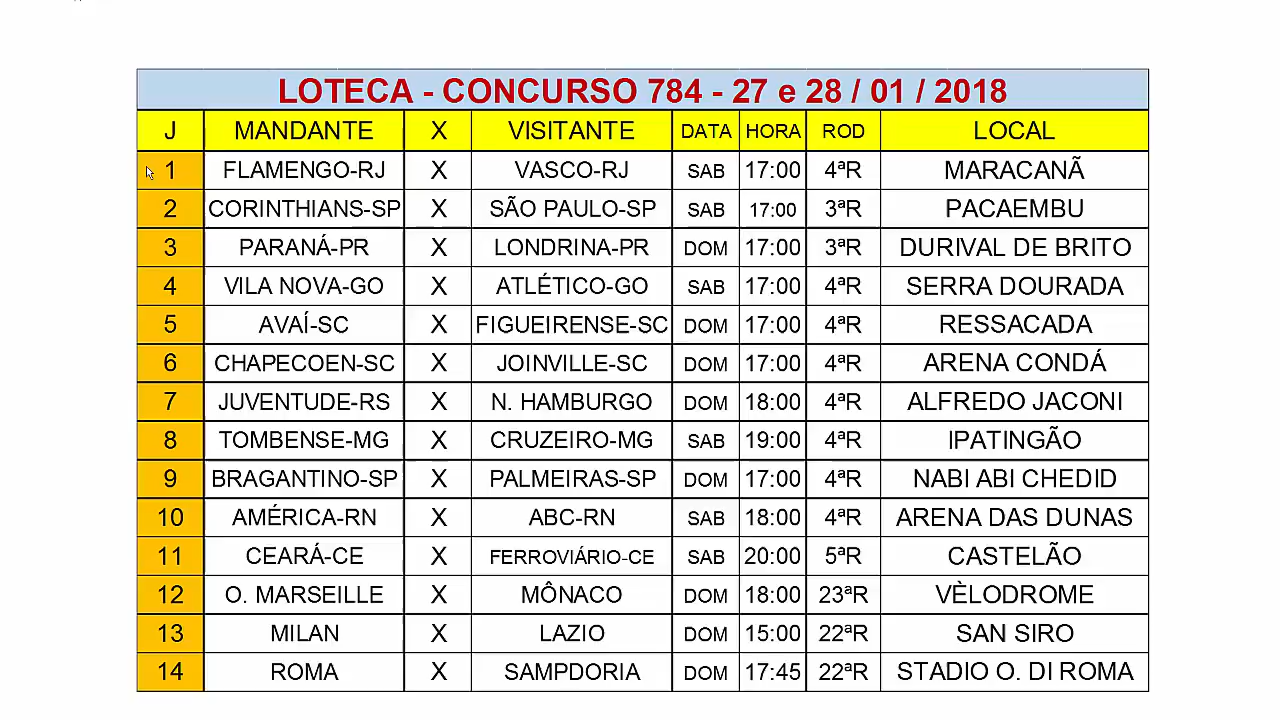 LOTECA - CONCURSO 784 - 27 e 28 / 01 / 2018
J MANDANTE X VISITANTE DATA HORA ROD LOCAL
1 FLAMENGO-RJ X VASCO-RJ SAB 17:00 4ªR MARACANÃ
2 CORINTHIANS-SP X SÃO PAULO-SP SAB 17:00 3ªR PACAEMBU
3 PARANÁ-PR X LONDRINA-PR DOM 17:00 3ªR DURIVAL DE BRITO
4 VILA NOVA-GO X ATLÉTICO-GO SAB 17:00 4ªR SERRA DOURADA
5 AVAÍ-SC X FIGUEIRENSE-SC DOM 17:00 4ªR RESSACADA
6 CHAPECOEN-SC X JOINVILLE-SC DOM 17:00 4ªR ARENA CONDÁ
7 JUVENTUDE-RS X N. HAMBURGO DOM 18:00 4ªR ALFREDO JACONI
8 TOMBENSE-MG X CRUZEIRO-MG SAB 19:00 4ªR IPATINGÃO
9 BRAGANTINO-SP X PALMEIRAS-SP DOM 17:00 4ªR NABI ABI CHEDID
10 AMÉRICA-RN X ABC-RN SAB 18:00 4ªR ARENA DAS DUNAS
11 CEARÁ-CE X FERROVIÁRIO-CE SAB 20:00 5ªR CASTELÃO
12 O. MARSEILLE X MÔNACO DOM 18:00 23ªR VÈLODROME
13 MILAN X LAZIO DOM 15:00 22ªR SAN SIRO
14 ROMA X SAMPDORIA DOM 17:45 22ªR STADIO O. DI ROMA